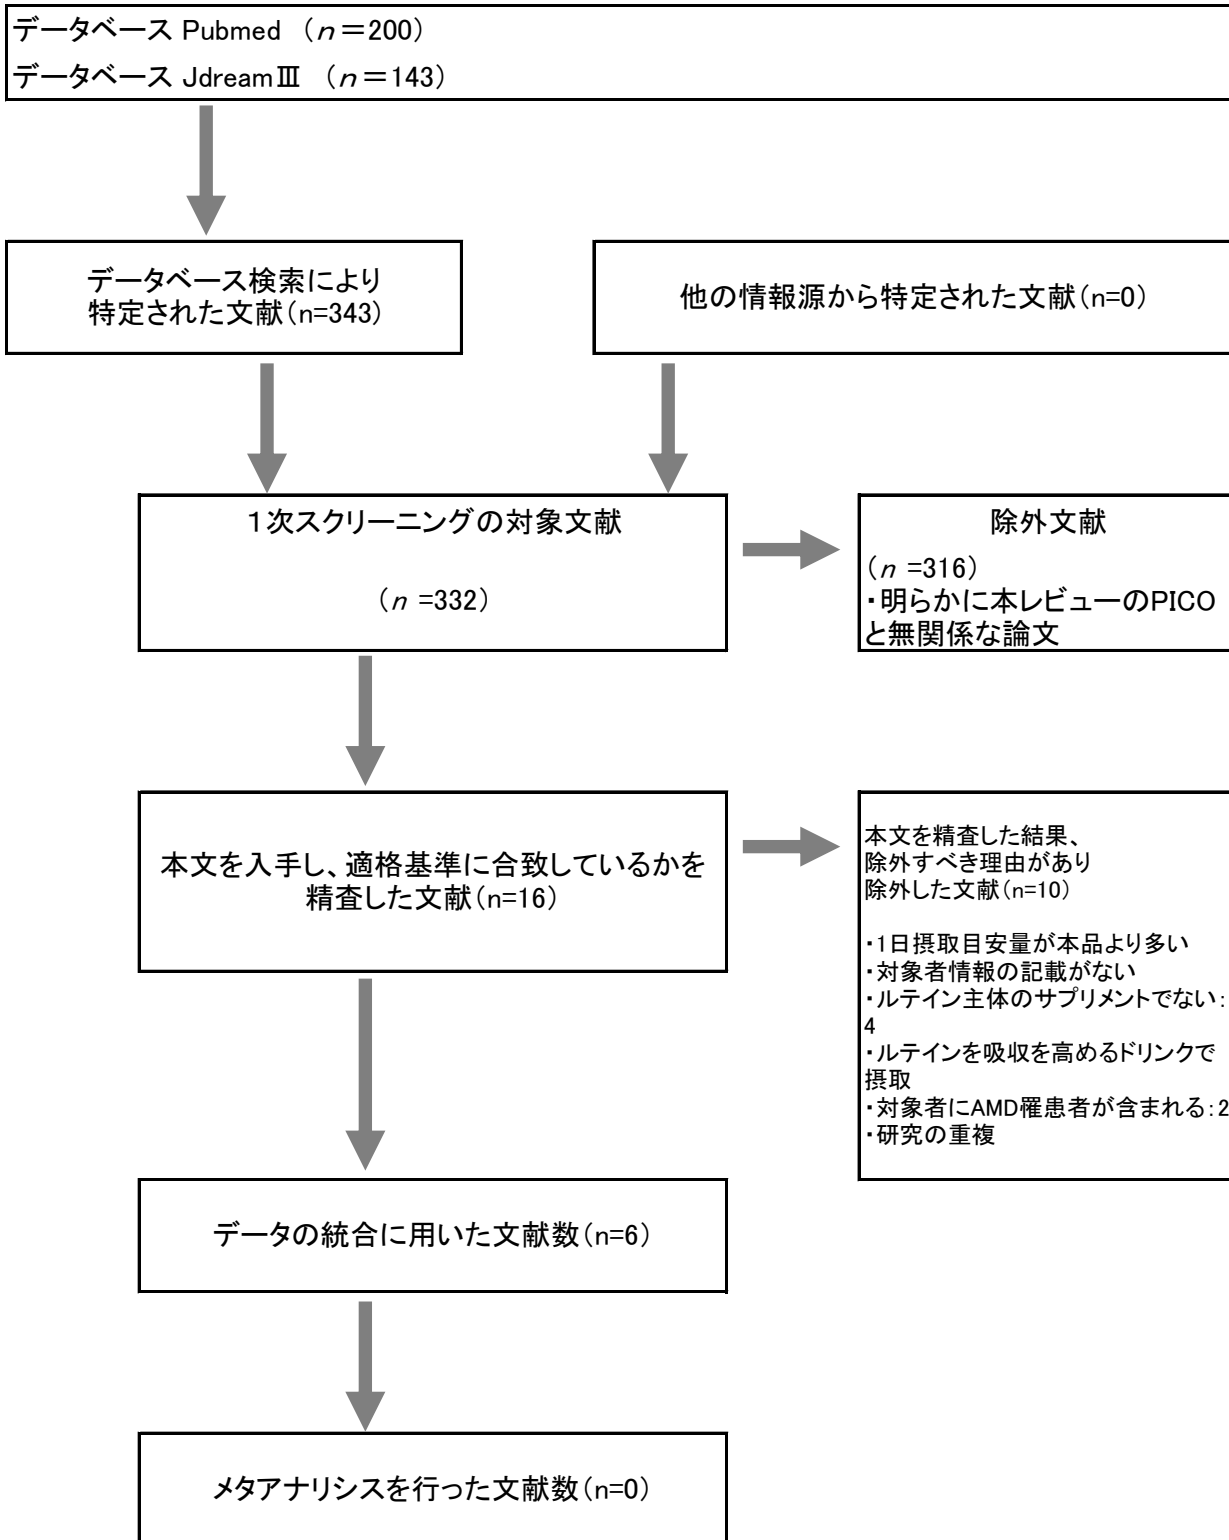 データベース Pubmed （n＝200）
データベース JdreamⅢ （n＝143）
データベース検索により
特定された文献（n=343）
他の情報源から特定された文献（n=0）
1次スクリーニングの対象文献
（n =332）
除外文献
（n =316）
・明らかに本レビューのPICO
と無関係な論文
本文を入手し、適格基準に合致しているかを
精査した文献（n=16）
本文を精査した結果、
除外すべき理由があり
除外した文献（n=10）
・1日摂取目安量が本品より多い
・対象者情報の記載がない
・ルテイン主体のサプリメントでない：
4
・ルテインを吸収を高めるドリンクで
摂取
・対象者にAMD罹患者が含まれる：2
・研究の重複
データの統合に用いた文献数（n=6）
メタアナリシスを行った文献数（n=0）